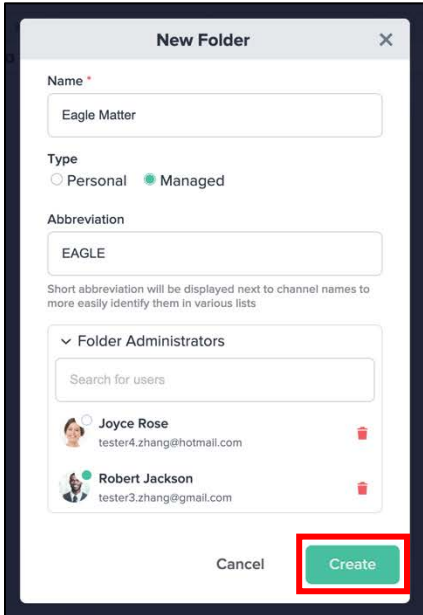 New Folder
Name *
Eagle Matter
Type
Personal Managed
Abbreviation
EAGLE
Short abbreviation will be displayed next to channel names to
more easily identify them in various lists
Folder Administrators
Search for users
Joyce Rose
tester4.zhang@hotmail.com
Robert Jackson
tester3.zhang@gmail.com
Cancel Create